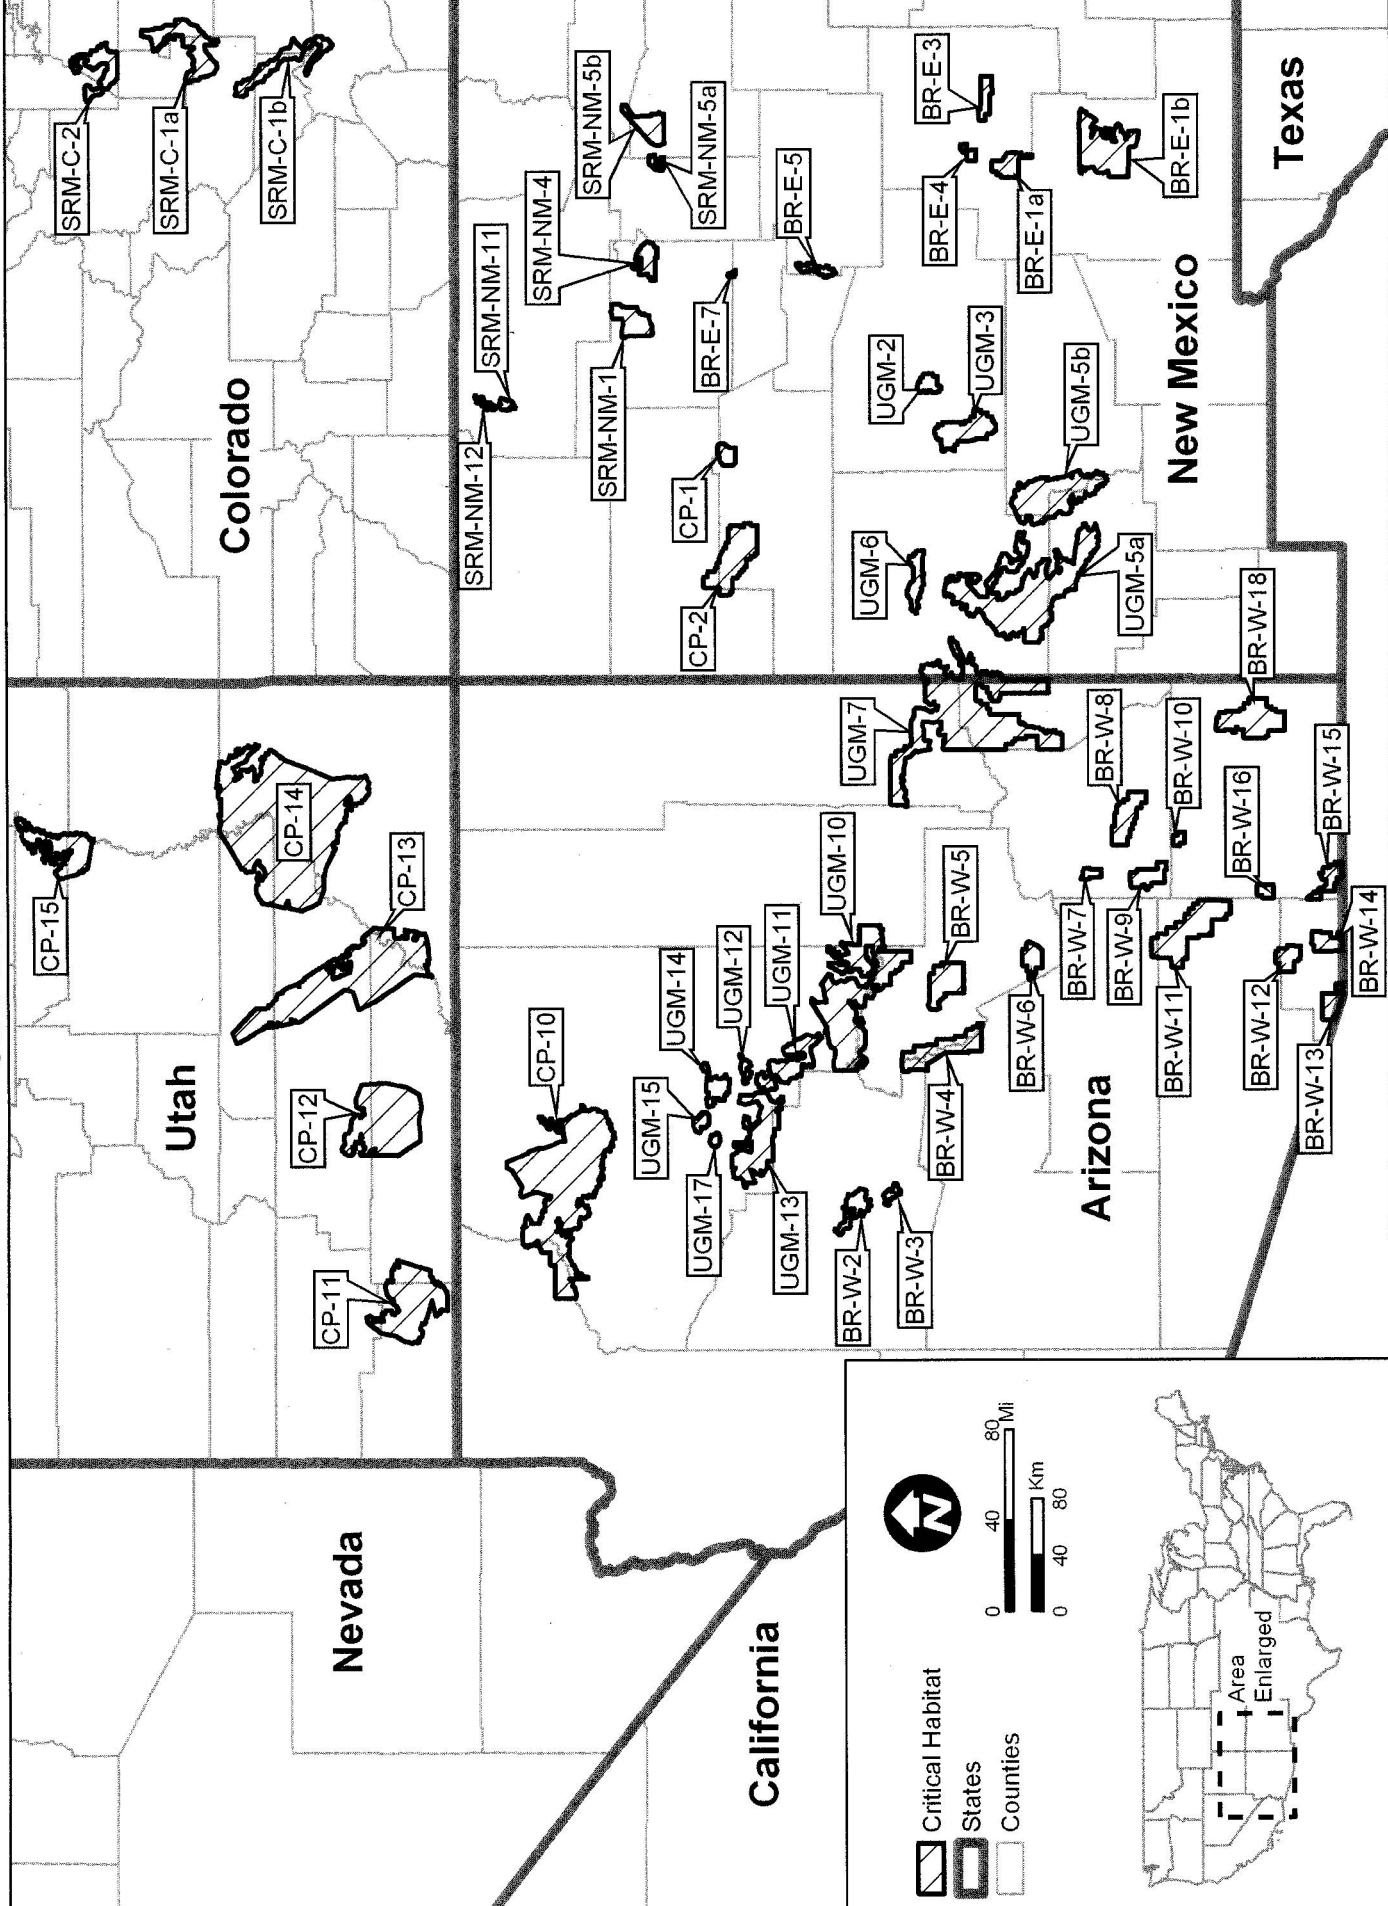 Nevada
Utah
Colorado
California
Arizona
New Mexico
Texas
CP-15
CP-14
CP-13
CP-12
CP-11
CP-10
SRM-C-2
SRM-C-1a
SRM-C-1b
SRM-NM-12
SRM-NM-11
SRM-NM-4
SRM-NM-5b
SRM-NM-5a
SRM-NM-1
BR-E-7
BR-E-5
BR-E-3
BR-E-4
BR-E-1a
BR-E-1b
CP-1
CP-2
UGM-2
UGM-3
UGM-5b
UGM-6
UGM-5a
UGM-7
UGM-10
UGM-11
UGM-12
UGM-14
UGM-15
UGM-17
UGM-13
BR-W-2
BR-W-3
BR-W-4
BR-W-5
BR-W-6
BR-W-7
BR-W-8
BR-W-9
BR-W-10
BR-W-11
BR-W-12
BR-W-13
BR-W-14
BR-W-15
BR-W-16
BR-W-18
Critical Habitat
States
Counties
N
0 40 80
Mi
Km
0 40 80
Area
Enlarged